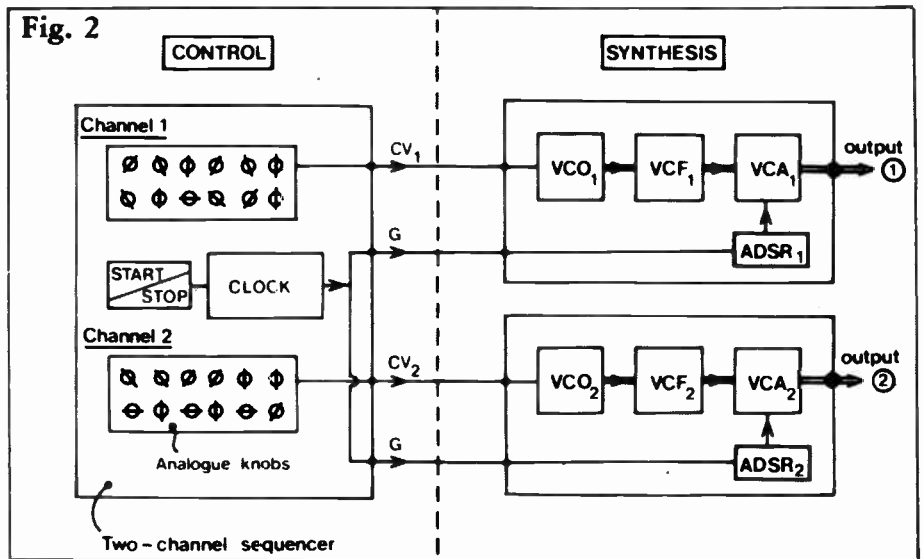 Fig. 2
CONTROL
SYNTHESIS
Channel 1
CV₁
G
START
STOP
CLOCK
Channel 2
CV₂
G
Analogue knobs
Two-channel sequencer
VCO₁
VCF₁
VCA₁
output
①
ADSR₁
VCO₂
VCF₂
VCA₂
output
②
ADSR₂